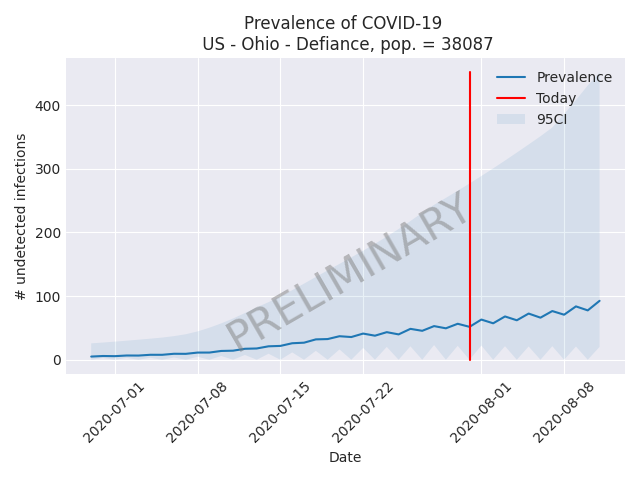 Prevalence of COVID-19
US - Ohio - Defiance, pop. = 38087
Prevalence
Today
95CI
400
300
200
100
0
# undetected infections
PRELIMINARY
2020-07-01
2020-07-08
2020-07-15
2020-07-22
2020-08-01
2020-08-08
Date